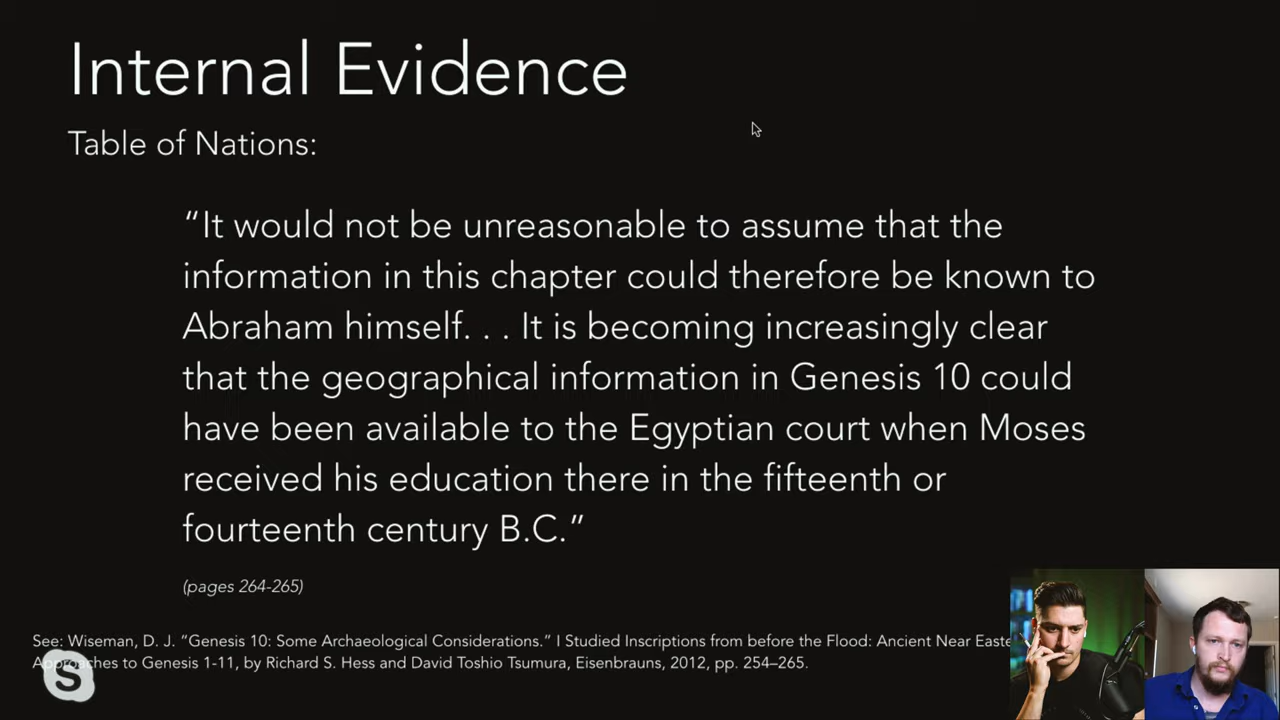 Internal Evidence
Table of Nations:
“It would not be unreasonable to assume that the
information in this chapter could therefore be known to
Abraham himself. . . It is becoming increasingly clear
that the geographical information in Genesis 10 could
have been available to the Egyptian court when Moses
received his education there in the fifteenth or
fourteenth century B.C.”
(pages 264-265)
See: Wiseman, D. J. “Genesis 10: Some Archaeological Considerations.” I Studied Inscriptions from before the Flood: Ancient Near Easte
Approaches to Genesis 1-11, by Richard S. Hess and David Toshio Tsumura, Eisenbrauns, 2012, pp. 254–265.
S